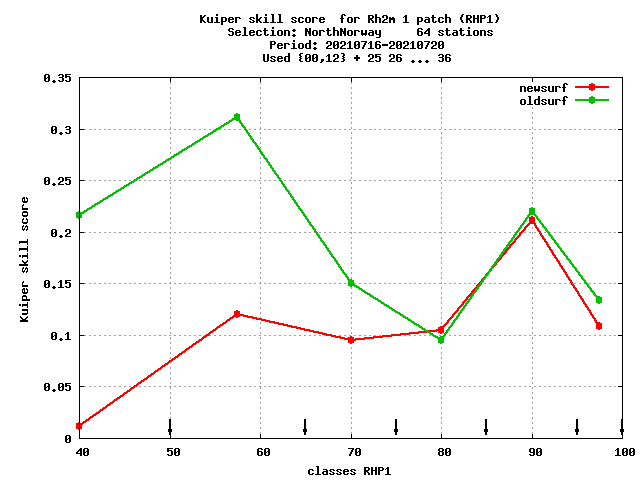 Kuiper skill score  for Rh2m 1 patch (RHP1)
Selection: NorthNorway     64 stations
Period: 20210716-20210720
Used {00,12} + 25 26 ... 36
newsurf
oldsurf
0.35
0.3
0.25
0.2
0.15
0.1
0.05
0
Kuiper skill score
40 50 60 70 80 90 100
classes RHP1